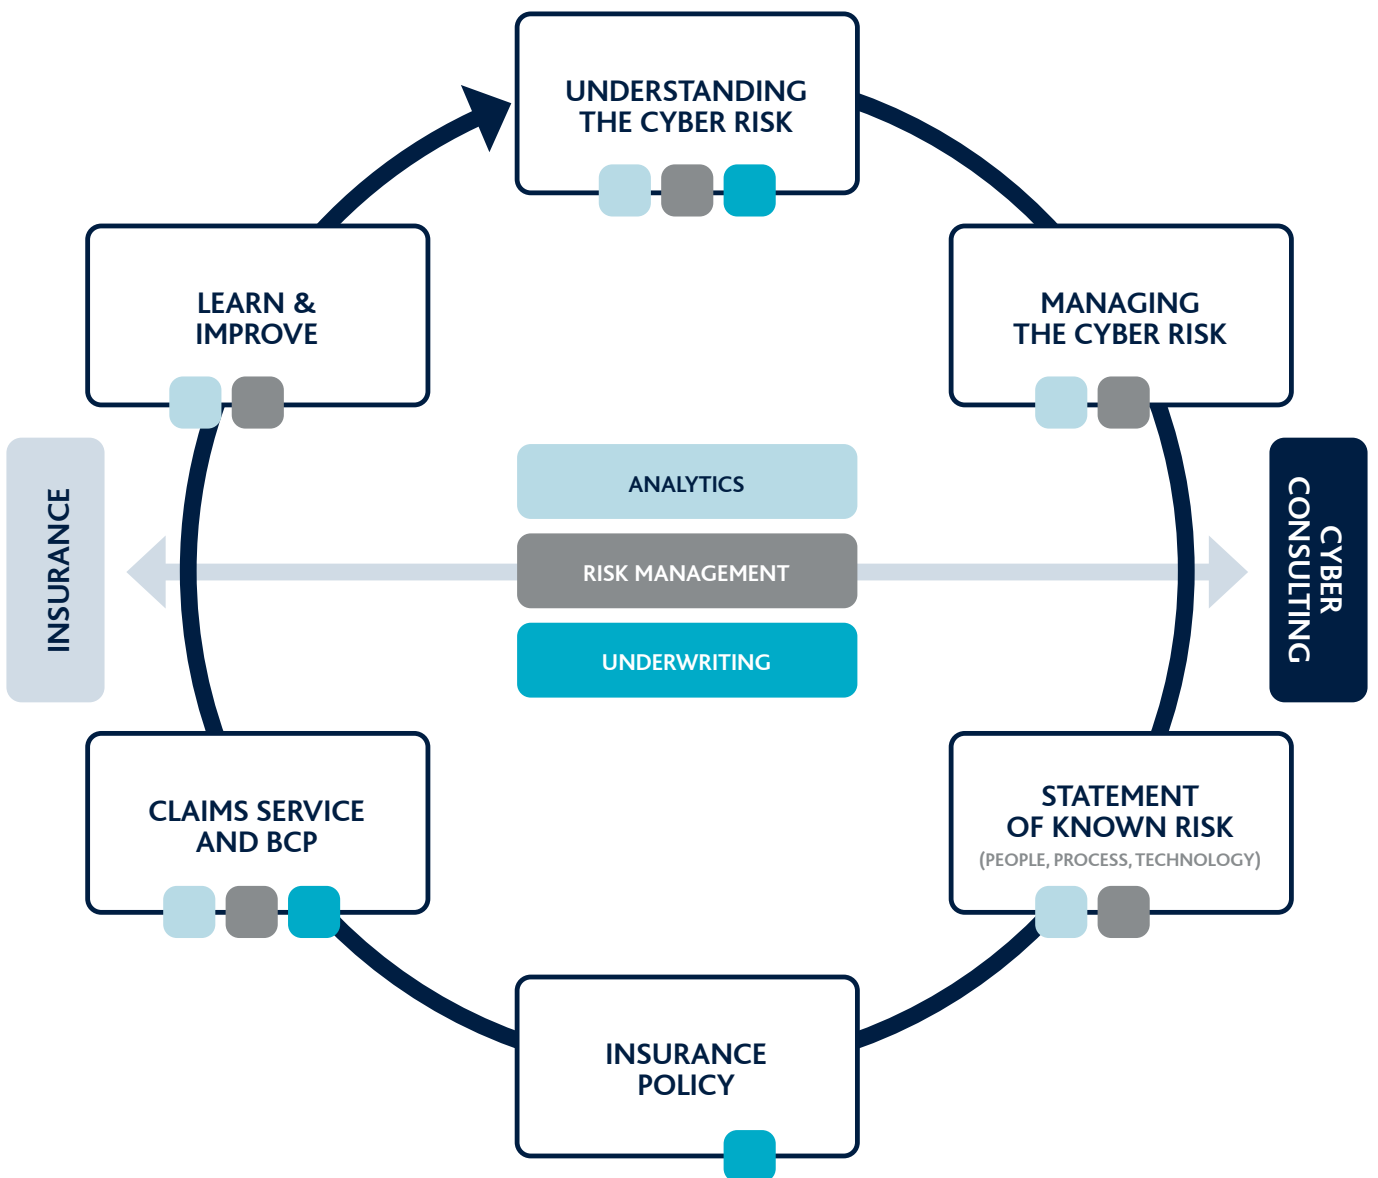 UNDERSTANDING
THE CYBER RISK
LEARN &
IMPROVE
MANAGING
THE CYBER RISK
ANALYTICS
RISK MANAGEMENT
UNDERWRITING
INSURANCE
CYBER
CONSULTING
CLAIMS SERVICE
AND BCP
STATEMENT
OF KNOWN RISK
(PEOPLE, PROCESS, TECHNOLOGY)
INSURANCE
POLICY